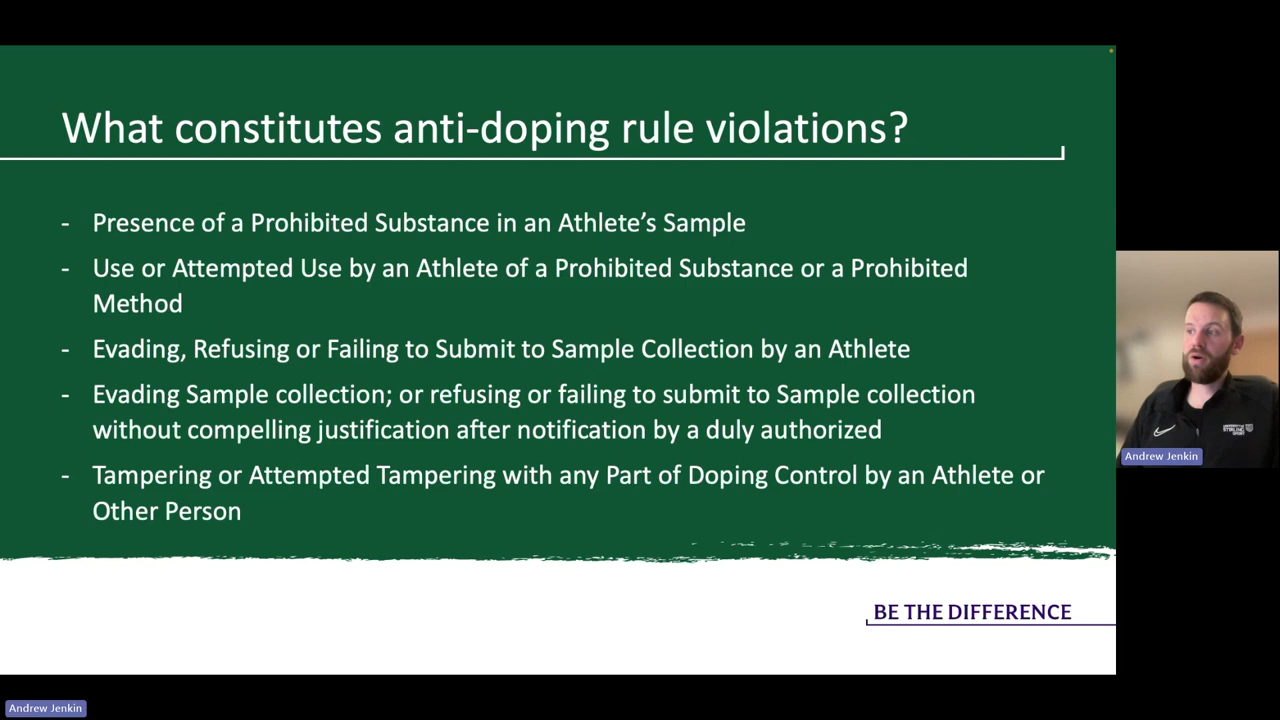 What constitutes anti-doping rule violations?
- Presence of a Prohibited Substance in an Athlete’s Sample
- Use or Attempted Use by an Athlete of a Prohibited Substance or a Prohibited
Method
- Evading, Refusing or Failing to Submit to Sample Collection by an Athlete
- Evading Sample collection; or refusing or failing to submit to Sample collection
without compelling justification after notification by a duly authorized
- Tampering or Attempted Tampering with any Part of Doping Control by an Athlete or
Other Person
BE THE DIFFERENCE
Andrew Jenkin
Andrew Jenkin